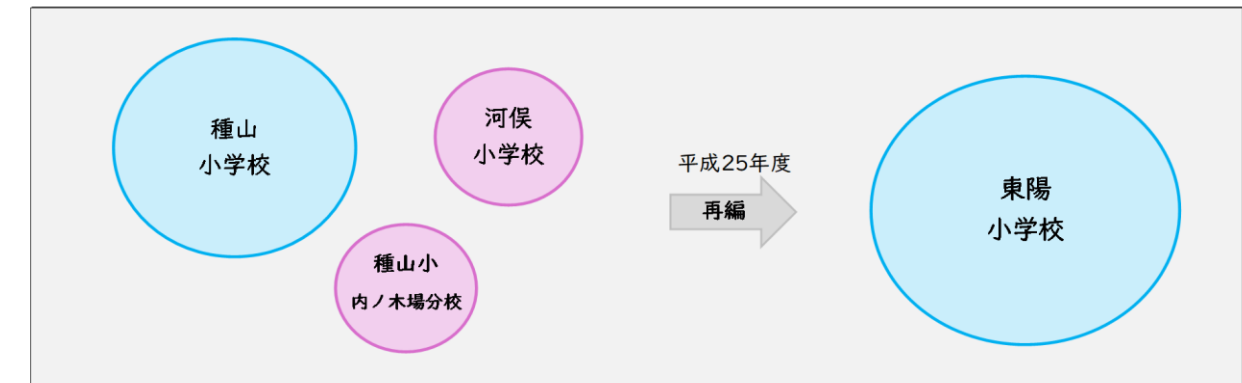 種山
小学校
河俣
小学校
種山小
内ノ木場分校
平成25年度
再編
東陽
小学校